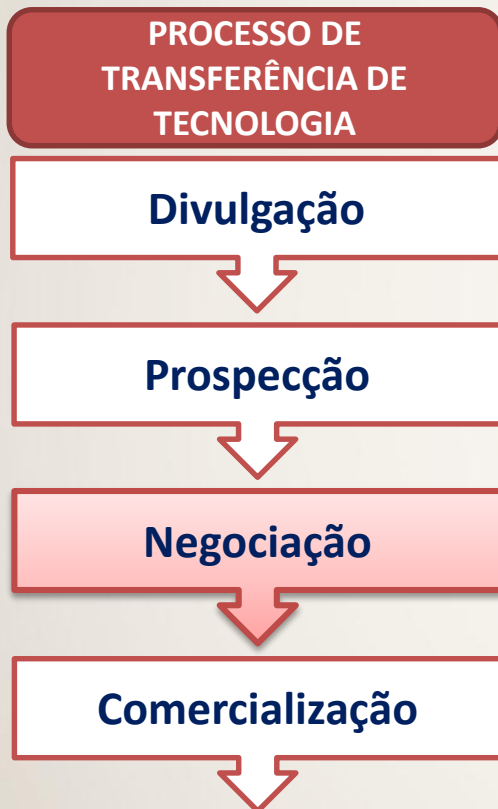 PROCESSO DE
TRANSFERÊNCIA DE
TECNOLOGIA
Divulgação
Prospecção
Negociação
Comercialização